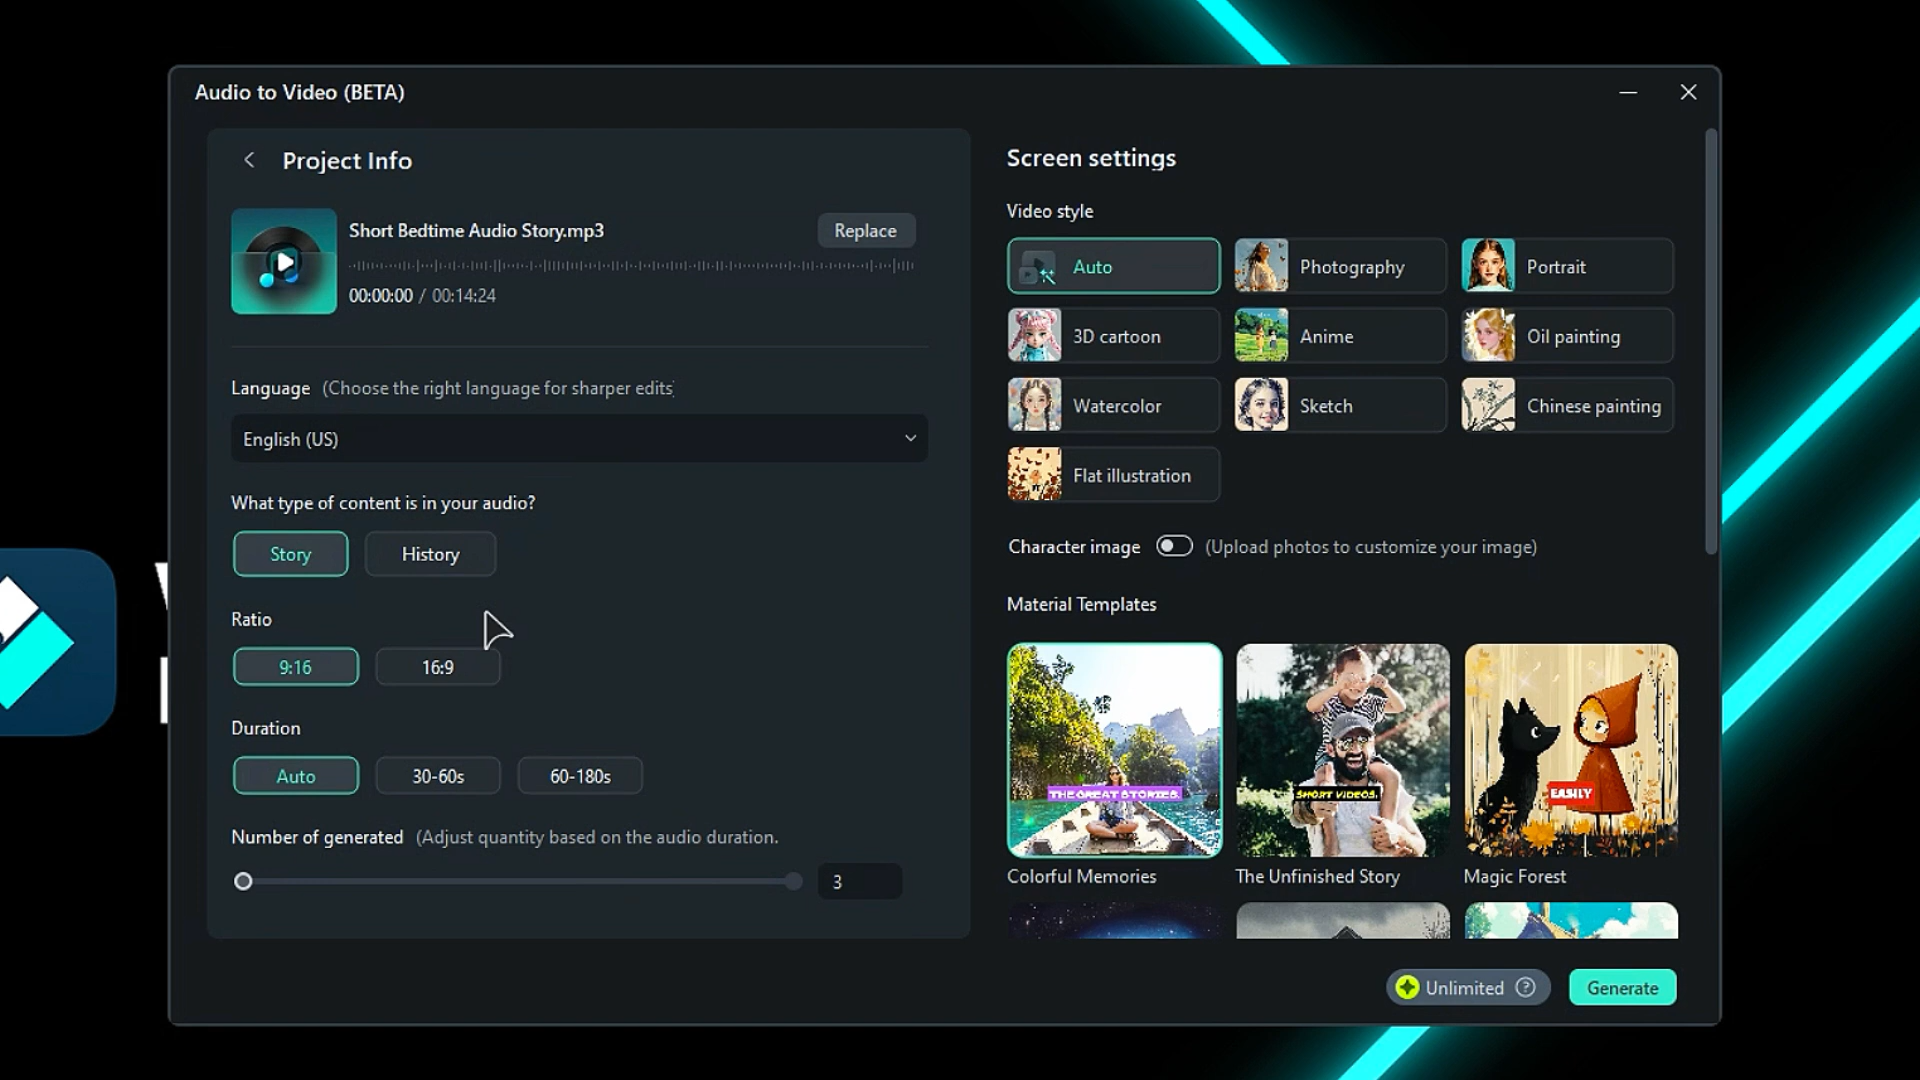 Audio to Video (BETA)
Project Info
Short Bedtime Audio Story.mp3
Replace
00:00:00 / 00:14:24
Language (Choose the right language for sharper edits
English (US)
What type of content is in your audio?
Story
History
Ratio
9:16
16:9
Duration
Auto
30-60s
60-180s
Number of generated (Adjust quantity based on the audio duration.
3
Screen settings
Video style
Auto
Photography
Portrait
3D cartoon
Anime
Oil painting
Watercolor
Sketch
Chinese painting
Flat illustration
Character image (Upload photos to customize your image)
Material Templates
THE GREAT STORIES.
SHORT VIDEOS.
EASILY
Colorful Memories
The Unfinished Story
Magic Forest
Unlimited
Generate